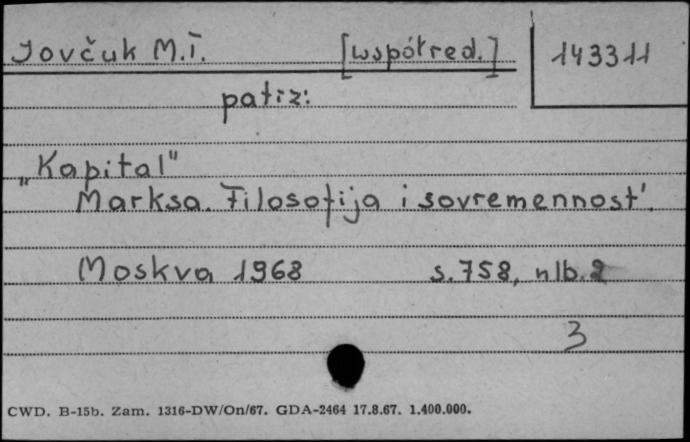 Jovčuk M.T. [współred.] 143311
patrz:
„Kapital"
Marksa. Filosofija i sovremennost'.
Moskva 1968 s. 758, nlb. 2
3
CWD. B-15b. Zam. 1316-DW/On/67. GDA-2464 17.8.67. 1.400.000.